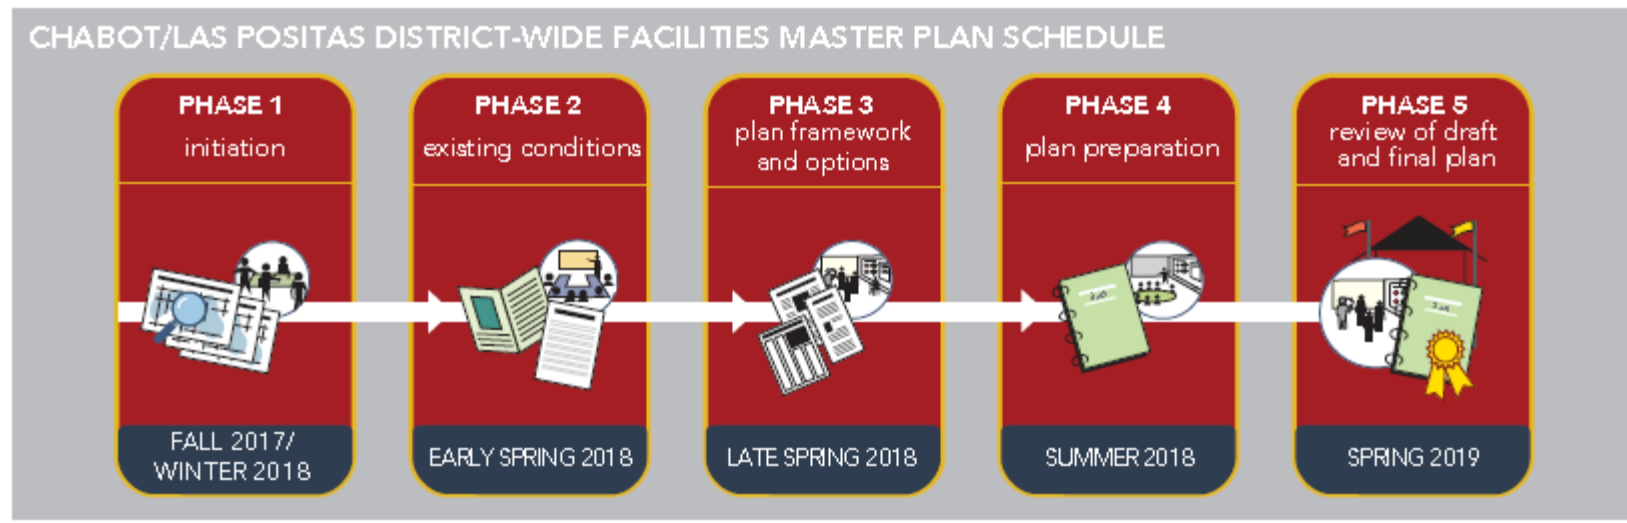 CHABOT/LAS POSITAS DISTRICT-WIDE FACILITIES MASTER PLAN SCHEDULE
PHASE 1
initiation
FALL 2017/
WINTER 2018
PHASE 2
existing conditions
EARLY SPRING 2018
PHASE 3
plan framework
and options
LATE SPRING 2018
PHASE 4
plan preparation
SUMMER 2018
PHASE 5
review of draft
and final plan
SPRING 2019